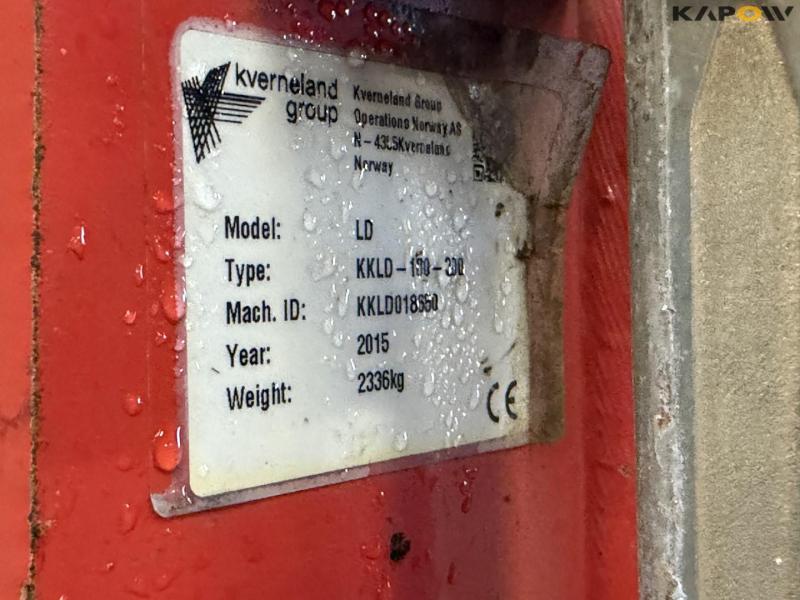 KAPOW
kverneland
group
Kverneland Group
Operations Norway AS
Norway
Model: LD
Type:
Mach. ID:
Year: 2015
Weight: 2336kg
CE